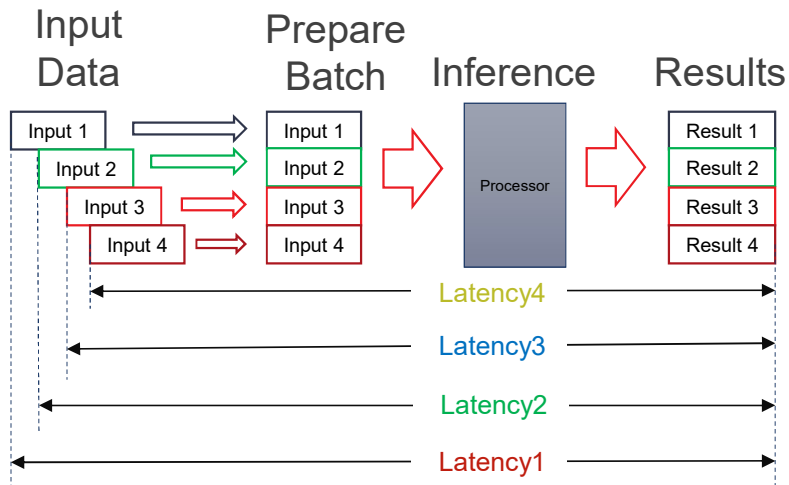 Input
Data
Prepare
Batch
Inference
Results
Input 1
Input 2
Input 3
Input 4
Input 1
Input 2
Input 3
Input 4
Processor
Result 1
Result 2
Result 3
Result 4
Latency4
Latency3
Latency2
Latency1